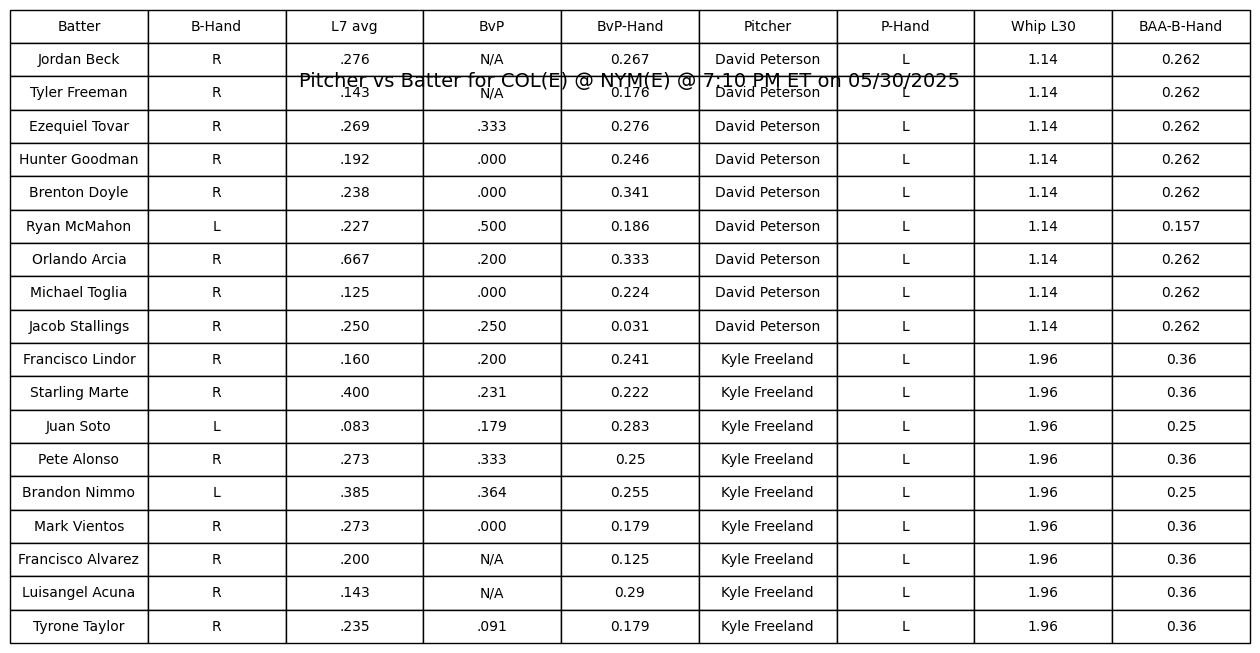 Batter B-Hand L7 avg BvP BvP-Hand Pitcher P-Hand Whip L30 BAA-B-Hand
Jordan Beck R .276 N/A 0.267 David Peterson L 1.14 0.262
Pitcher vs Batter for COL(E) @ NYM(E) @ 7:10 PM ET on 05/30/2025
Tyler Freeman R .143 N/A 0.176 David Peterson L 1.14 0.262
Ezequiel Tovar R .269 .333 0.276 David Peterson L 1.14 0.262
Hunter Goodman R .192 .000 0.246 David Peterson L 1.14 0.262
Brenton Doyle R .238 .000 0.341 David Peterson L 1.14 0.262
Ryan McMahon L .227 .500 0.186 David Peterson L 1.14 0.157
Orlando Arcia R .667 .200 0.333 David Peterson L 1.14 0.262
Michael Toglia R .125 .000 0.224 David Peterson L 1.14 0.262
Jacob Stallings R .250 .250 0.031 David Peterson L 1.14 0.262
Francisco Lindor R .160 .200 0.241 Kyle Freeland L 1.96 0.36
Starling Marte R .400 .231 0.222 Kyle Freeland L 1.96 0.36
Juan Soto L .083 .179 0.283 Kyle Freeland L 1.96 0.25
Pete Alonso R .273 .333 0.25 Kyle Freeland L 1.96 0.36
Brandon Nimmo L .385 .364 0.255 Kyle Freeland L 1.96 0.25
Mark Vientos R .273 .000 0.179 Kyle Freeland L 1.96 0.36
Francisco Alvarez R .200 N/A 0.125 Kyle Freeland L 1.96 0.36
Luisangel Acuna R .143 N/A 0.29 Kyle Freeland L 1.96 0.36
Tyrone Taylor R .235 .091 0.179 Kyle Freeland L 1.96 0.36